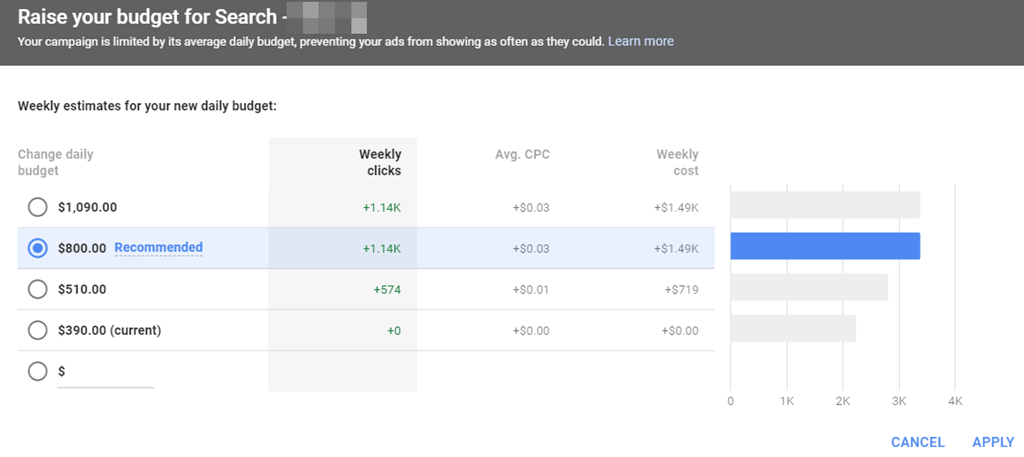 Raise your budget for Search -
Your campaign is limited by its average daily budget, preventing your ads from showing as often as they could. Learn more
Weekly estimates for your new daily budget:
Change daily budget
Weekly clicks
Avg. CPC
Weekly cost
$1,090.00 +1.14K +$0.03 +$1.49K
$800.00 Recommended +1.14K +$0.03 +$1.49K
$510.00 +574 +$0.01 +$719
$390.00 (current) +0 +$0.00 +$0.00
$
0 1K 2K 3K 4K
CANCEL APPLY